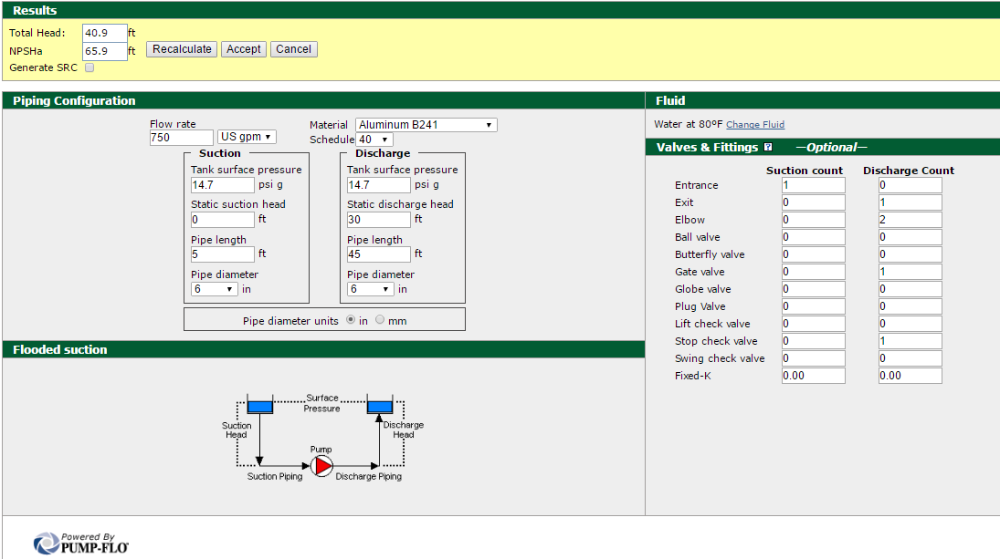 Results
Total Head: 40.9 ft
NPSHa 65.9 ft Recalculate Accept Cancel
Generate SRC
Piping Configuration
Flow rate
750 US gpm
Material Aluminum B241
Schedule 40
Suction
Tank surface pressure
14.7 psi g
Static suction head
0 ft
Pipe length
5 ft
Pipe diameter
6 in
Discharge
Tank surface pressure
14.7 psi g
Static discharge head
30 ft
Pipe length
45 ft
Pipe diameter
6 in
Pipe diameter units in mm
Flooded suction
Surface
Pressure
Suction
Head
Discharge
Head
Pump
Suction Piping
Discharge Piping
Fluid
Water at 80ºF Change Fluid
Valves & Fittings ? —Optional—
Suction count Discharge Count
Entrance 1 0
Exit 0 1
Elbow 0 2
Ball valve 0 0
Butterfly valve 0 0
Gate valve 0 1
Globe valve 0 0
Plug Valve 0 0
Lift check valve 0 0
Stop check valve 0 1
Swing check valve 0 0
Fixed-K 0.00 0.00
Powered By
PUMP-FLO